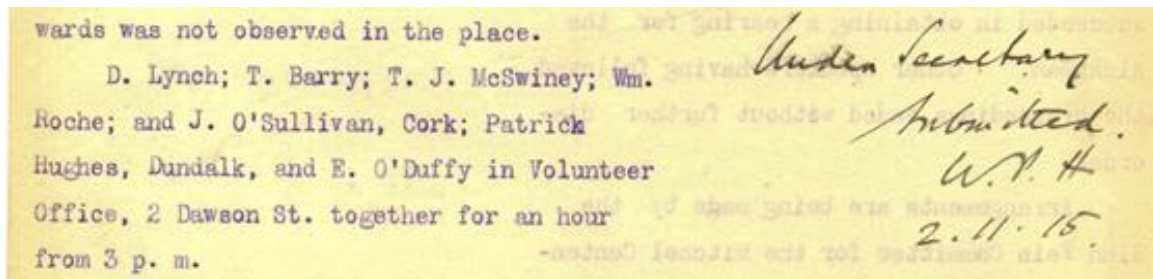 wards was not observed in the place.
D. Lynch; T. Barry; T. J. McSwiney; Wm.
Roche; and J. O'Sullivan, Cork; Patrick
Hughes, Dundalk, and E. O'Duffy in Volunteer
Office, 2 Dawson St. together for an hour
from 3 p. m.
Under Secretary
Submitted.
W.P.H
2.11.15.